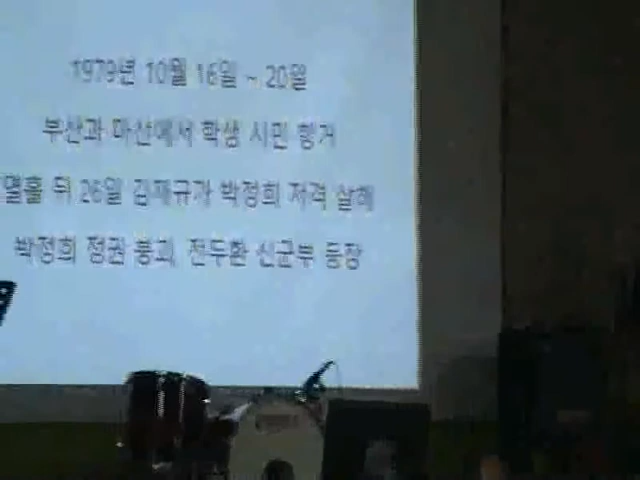 1979년 10월 16일 ~ 20일
부산과 마산에서 학생 시민 항거
열흘 뒤 26일 김재규가 박정희 저격 살해
박정희 정권 붕괴, 전두환 신군부 등장